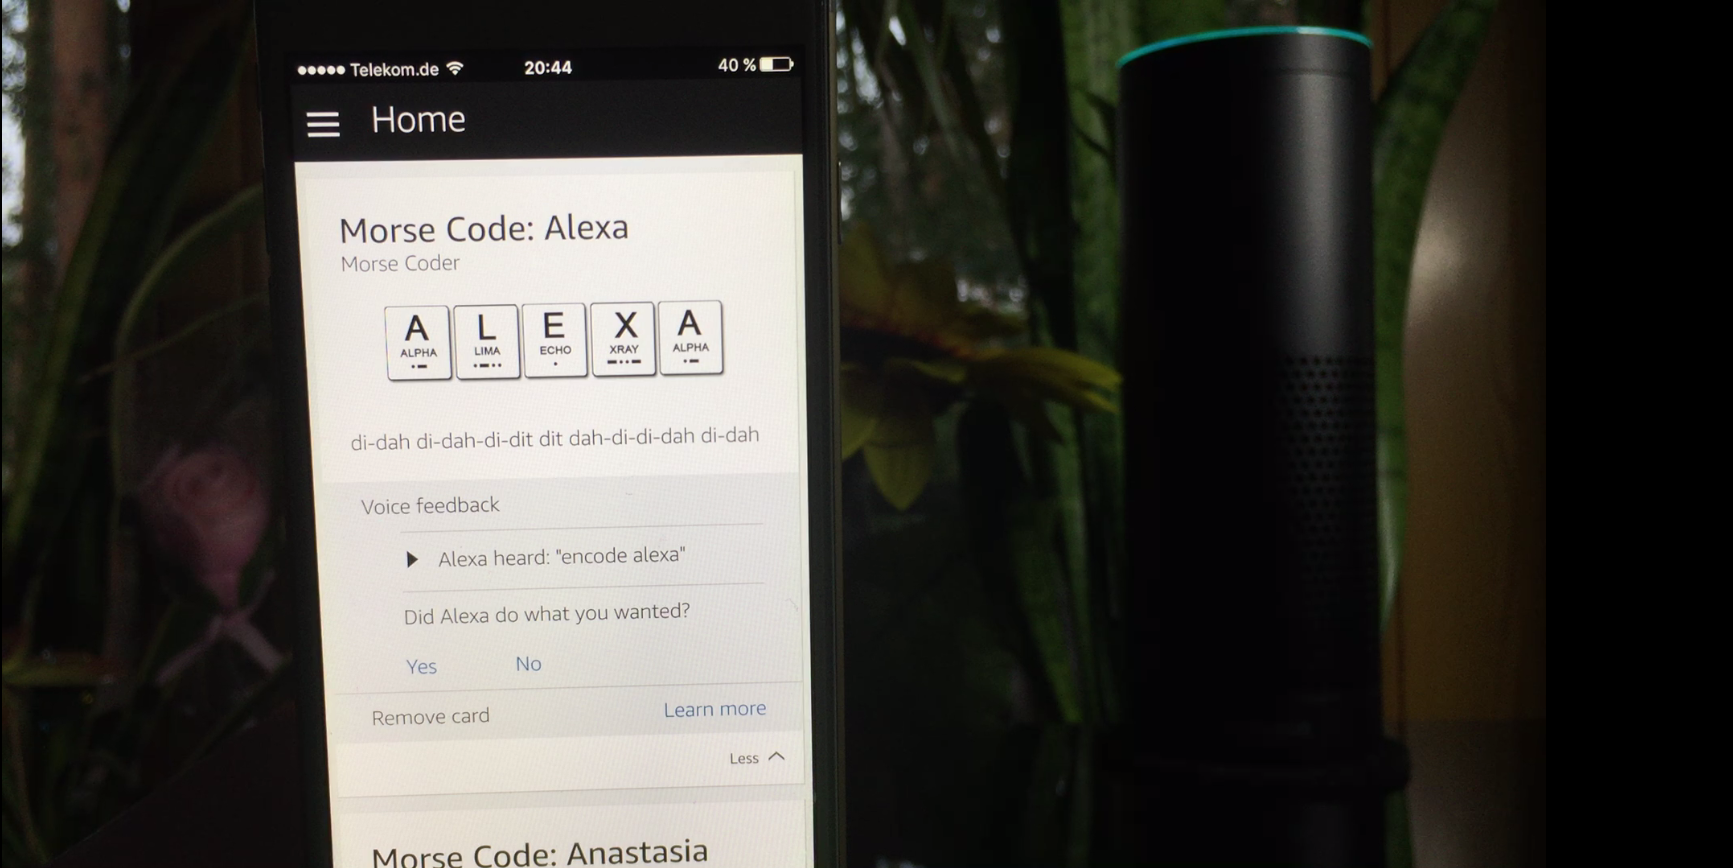 Telekom.de 20:44 40 %
Home
Morse Code: Alexa
Morse Coder
A L E X A
ALPHA LIMA ECHO XRAY ALPHA
·− ·−·· · −··− ·−
di-dah di-dah-di-dit dit dah-di-di-dah di-dah
Voice feedback
Alexa heard: "encode alexa"
Did Alexa do what you wanted?
Yes No
Remove card Learn more
Less
Morse Code: Anastasia